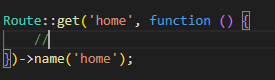 Route::get('home', function () {
    //
})->name('home');